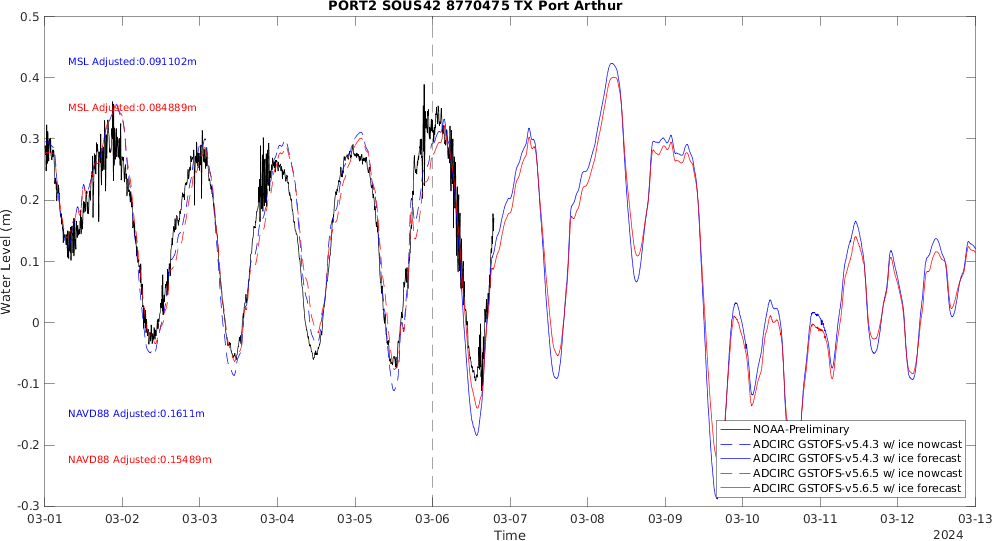 PORT2 SOUS42 8770475 TX Port Arthur
0.5
MSL Adjusted:0.091102m
0.4
MSL Adjusted:0.084889m
0.3
0.2
0.1
0
-0.1
Water Level (m)
NAVD88 Adjusted:0.1611m
-0.2
NAVD88 Adjusted:0.15489m
-0.3
NOAA-Preliminary
ADCIRC GSTOFS-v5.4.3 w/ ice nowcast
ADCIRC GSTOFS-v5.4.3 w/ ice forecast
ADCIRC GSTOFS-v5.6.5 w/ ice nowcast
ADCIRC GSTOFS-v5.6.5 w/ ice forecast
03-01 03-02 03-03 03-04 03-05 03-06 03-07 03-08 03-09 03-10 03-11 03-12 03-13
Time
2024